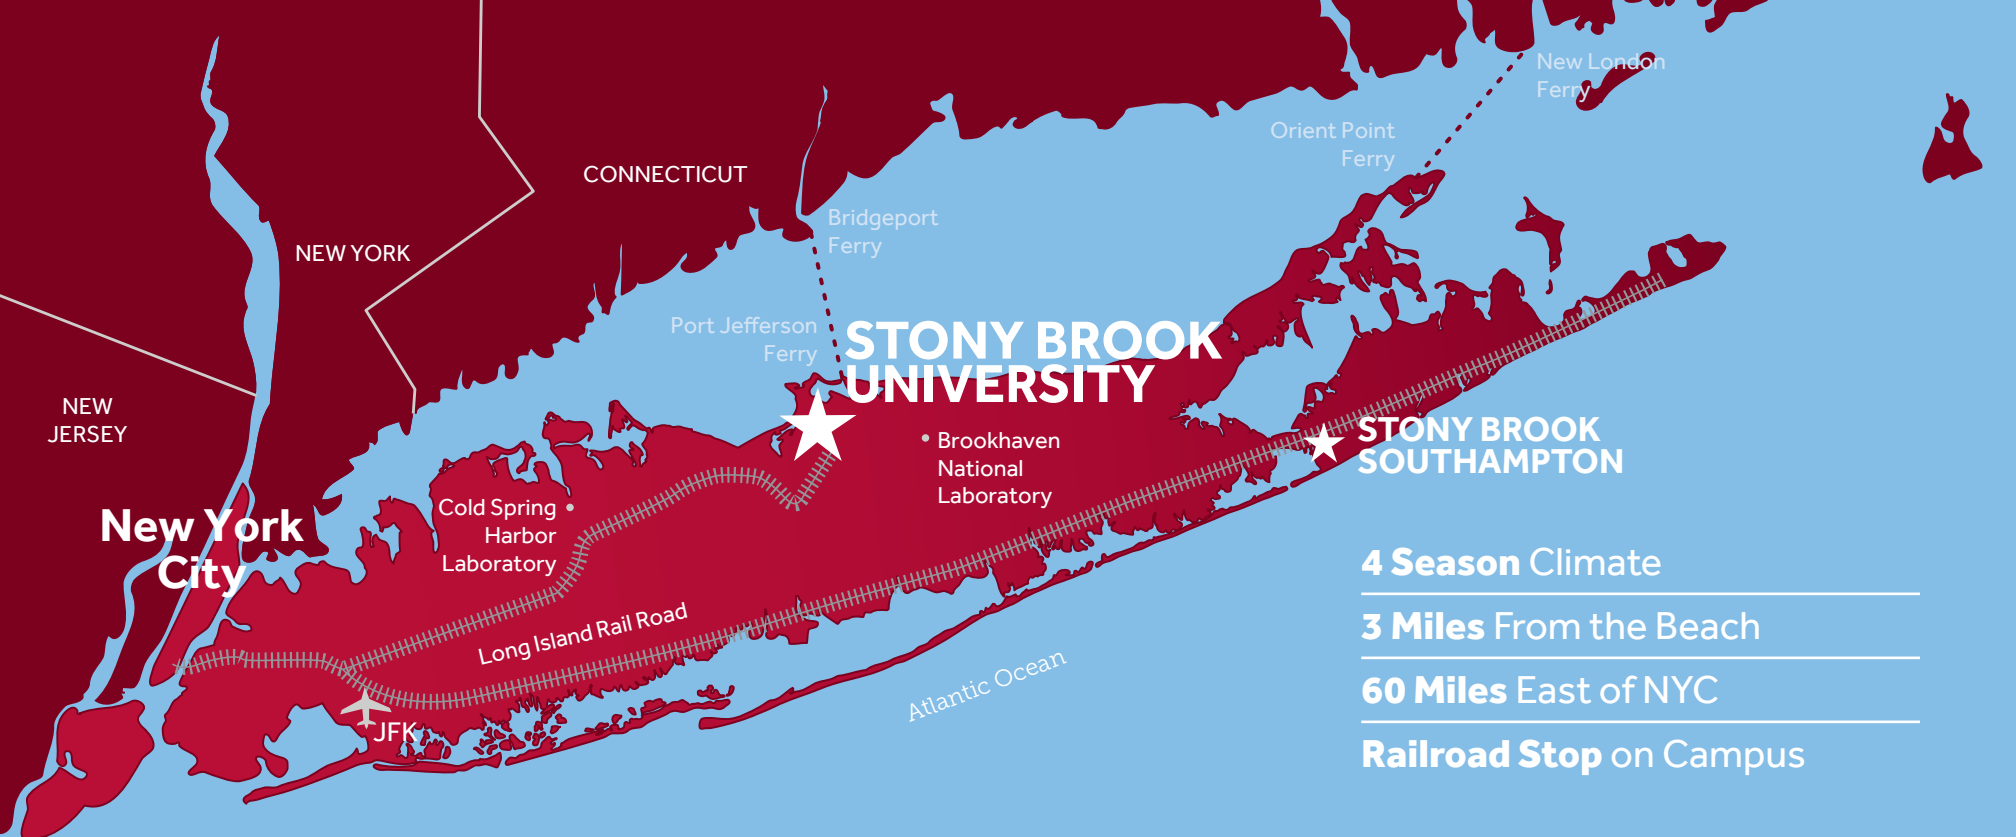 New London
Ferry
Orient Point
Ferry
CONNECTICUT
Bridgeport
Ferry
NEW YORK
Port Jefferson
Ferry
STONY BROOK
UNIVERSITY
NEW
JERSEY
Brookhaven
National
Laboratory
STONY BROOK
SOUTHAMPTON
Cold Spring
Harbor
Laboratory
New York
City
Long Island Rail Road
Atlantic Ocean
JFK
4 Season Climate
3 Miles From the Beach
60 Miles East of NYC
Railroad Stop on Campus